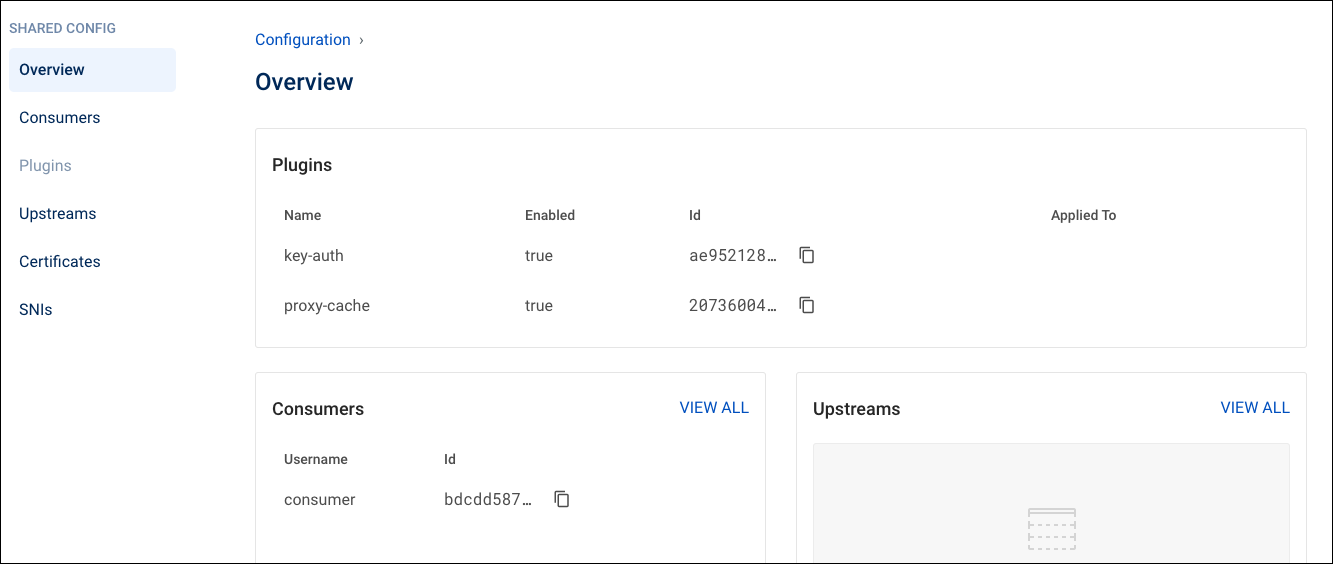 SHARED CONFIG
Overview
Consumers
Plugins
Upstreams
Certificates
SNIs
Configuration ›
Overview
Plugins
Name Enabled Id Applied To
key-auth true ae952128…
proxy-cache true 20736004…
Consumers VIEW ALL
Username Id
consumer bdcdd587…
Upstreams VIEW ALL